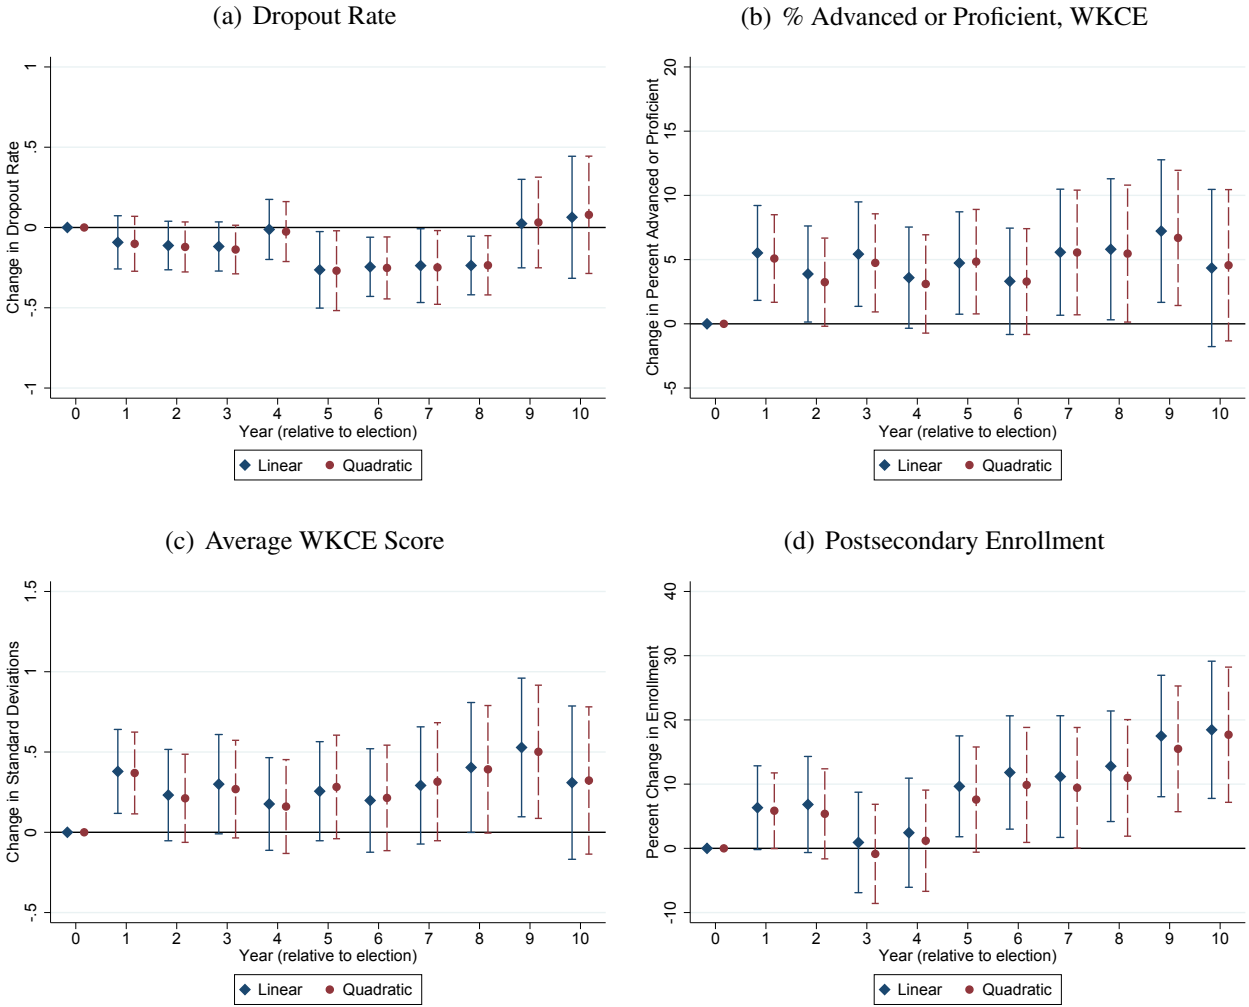 (a) Dropout Rate
Change in Dropout Rate
1
.5
0
-.5
-1
0 1 2 3 4 5 6 7 8 9 10
Year (relative to election)
Linear Quadratic
(b) % Advanced or Proficient, WKCE
Change in Percent Advanced or Proficient
20
15
10
5
0
-5
0 1 2 3 4 5 6 7 8 9 10
Year (relative to election)
Linear Quadratic
(c) Average WKCE Score
Change in Standard Deviations
1.5
1
.5
0
-.5
0 1 2 3 4 5 6 7 8 9 10
Year (relative to election)
Linear Quadratic
(d) Postsecondary Enrollment
Percent Change in Enrollment
40
30
20
10
0
-10
0 1 2 3 4 5 6 7 8 9 10
Year (relative to election)
Linear Quadratic